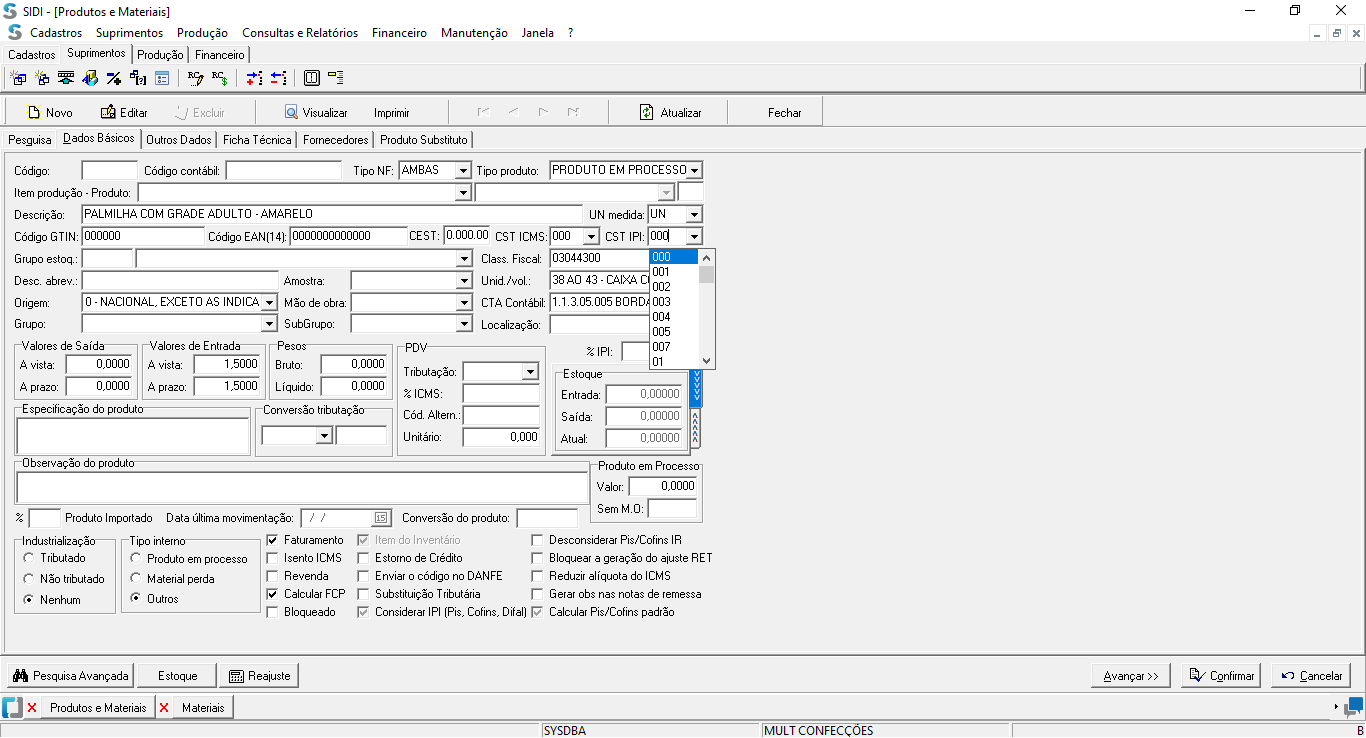 SIDI - [Produtos e Materiais]
Cadastros Suprimentos Produção Consultas e Relatórios Financeiro Manutenção Janela ?
Cadastros Suprimentos Produção Financeiro
Novo Editar Excluir Visualizar Imprimir Atualizar Fechar
Pesquisa Dados Básicos Outros Dados Ficha Técnica Fornecedores Produto Substituto
Código: Código contábil: Tipo NF: AMBAS Tipo produto: PRODUTO EM PROCESSO
Item produção - Produto:
Descrição: PALMILHA COM GRADE ADULTO - AMARELO UN medida: UN
Código GTIN: 000000 Código EAN(14): 0000000000000 CEST: 0.000.00 CST ICMS: 000 CST IPI: 000
Grupo estoq.: Class. Fiscal: 03044300 000
001
Desc. abrev.: Amostra: Unid./vol.: 38 AO 43 - CAIXA C 002
Origem: 0 - NACIONAL, EXCETO AS INDICA Mão de obra: CTA Contábil: 1.1.3.05.005 BORDA 003
004
Grupo: SubGrupo: Localização: 005
Valores de Saída Valores de Entrada Pesos PDV % IPI: 007
01
A vista: 0,0000 A vista: 1,5000 Bruto: 0,0000 Tributação: Estoque
A prazo: 0,0000 A prazo: 1,5000 Líquido: 0,0000 % ICMS: Entrada: 0,00000
Especificação do produto Conversão tributação Cód. Altern.: Saída: 0,00000
Unitário: 0,000 Atual: 0,00000
Observação do produto Produto em Processo
Valor: 0,0000
Sem M.O:
% Produto Importado Data última movimentação: / / 15 Conversão do produto:
Industrialização Tipo interno Faturamento Item do Inventário Desconsiderar Pis/Cofins IR
Tributado Produto em processo Isento ICMS Estorno de Crédito Bloquear a geração do ajuste RET
Não tributado Material perda Revenda Enviar o código no DANFE Reduzir alíquota do ICMS
Nenhum Outros Calcular FCP Substituição Tributária Gerar obs nas notas de remessa
Bloqueado Considerar IPI (Pis, Cofins, Difal) Calcular Pis/Cofins padrão
Pesquisa Avançada Estoque Reajuste Avançar >> Confirmar Cancelar
Produtos e Materiais Materiais
SYSDBA MULT CONFECÇÕES B